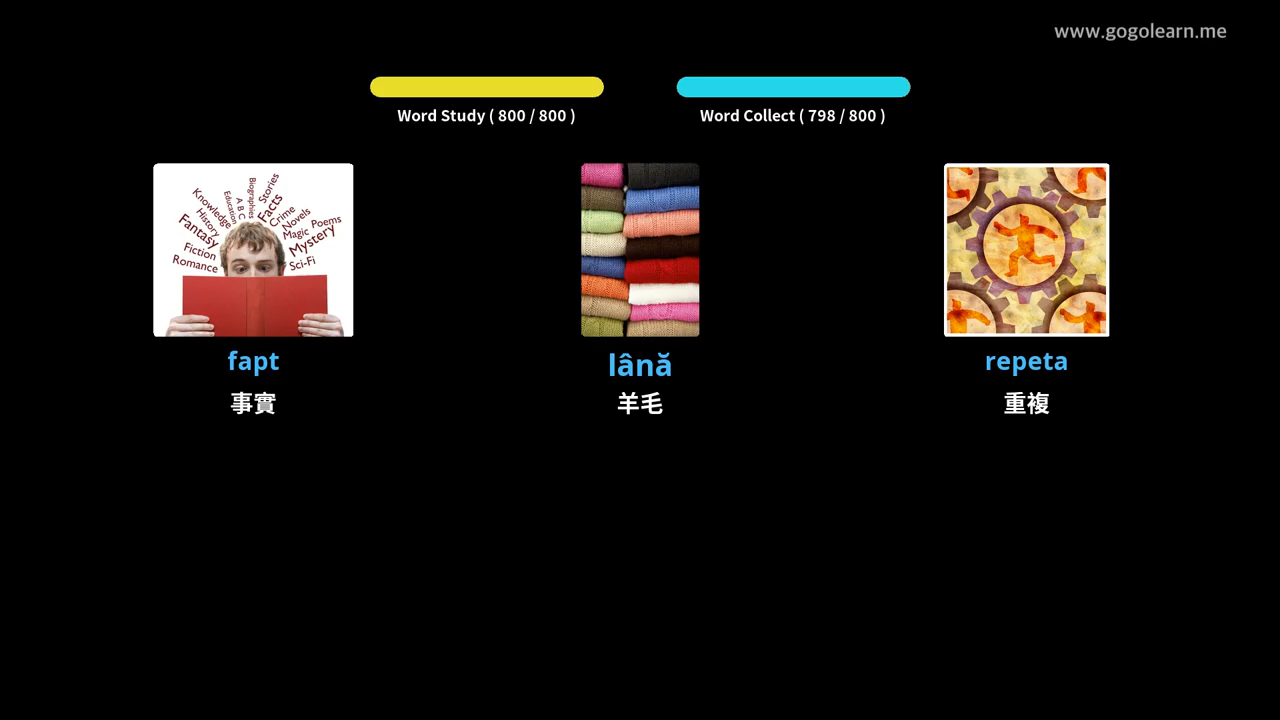 www.gogolearn.me
Word Study ( 800 / 800 )
Word Collect ( 798 / 800 )
Knowledge
History
Fantasy
Fiction
Romance
Education
A B C
Biographies
Stories
Facts
Crime
Novels
Magic
Poems
Mystery
Sci-Fi
fapt
lână
repeta
事實
羊毛
重複